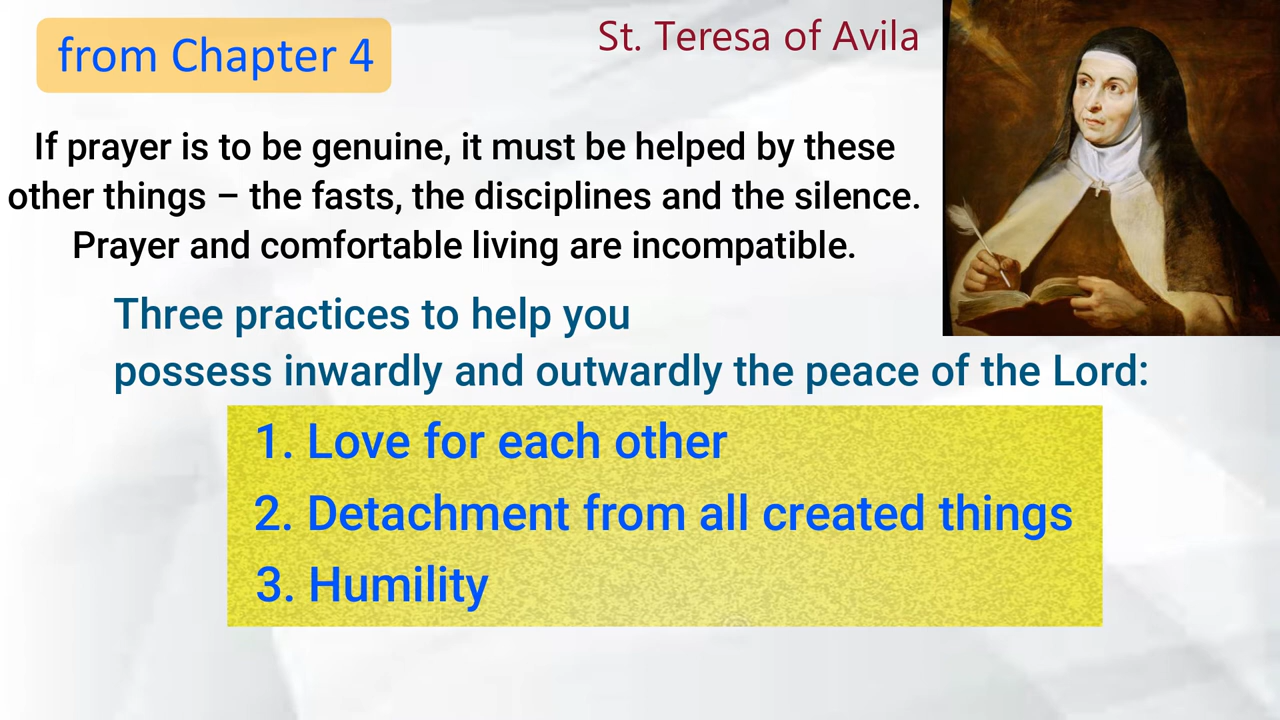 from Chapter 4
St. Teresa of Avila
If prayer is to be genuine, it must be helped by these
other things – the fasts, the disciplines and the silence.
Prayer and comfortable living are incompatible.
Three practices to help you
possess inwardly and outwardly the peace of the Lord:
1. Love for each other
2. Detachment from all created things
3. Humility